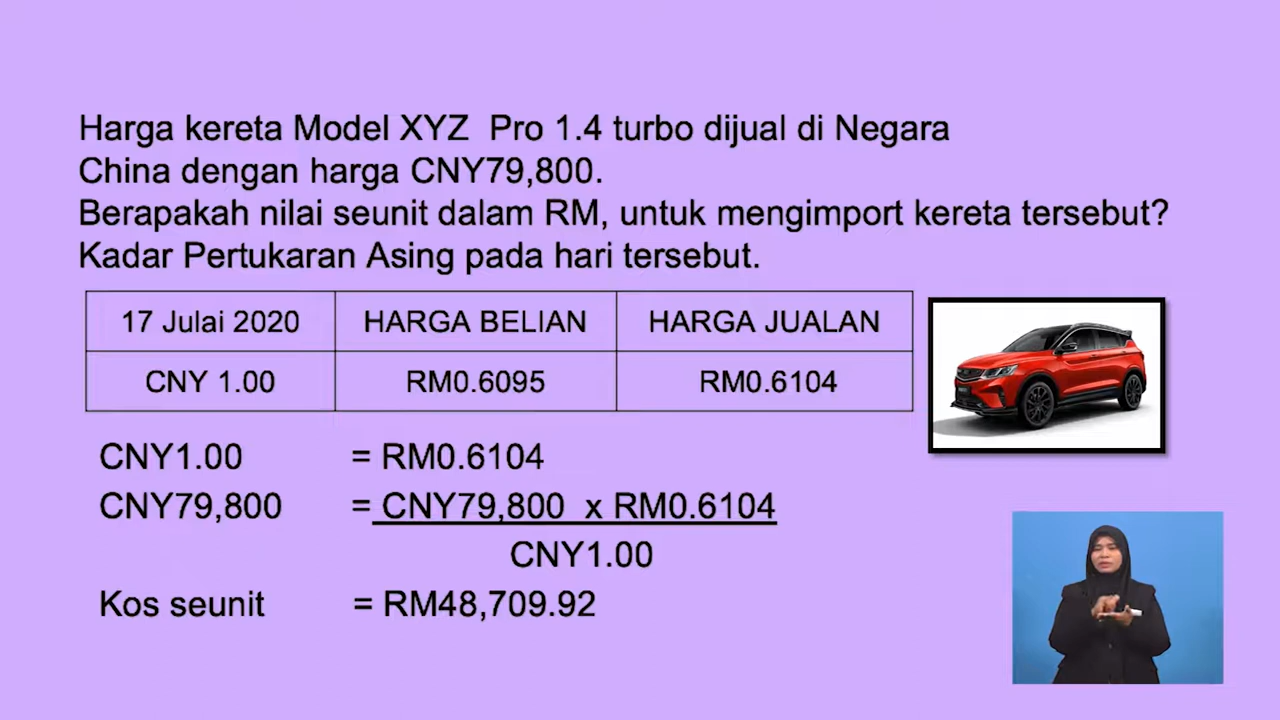 Harga kereta Model XYZ Pro 1.4 turbo dijual di Negara
China dengan harga CNY79,800.
Berapakah nilai seunit dalam RM, untuk mengimport kereta tersebut?
Kadar Pertukaran Asing pada hari tersebut.
17 Julai 2020 HARGA BELIAN HARGA JUALAN
CNY 1.00 RM0.6095 RM0.6104
CNY1.00 = RM0.6104
CNY79,800 = CNY79,800 x RM0.6104
CNY1.00
Kos seunit = RM48,709.92